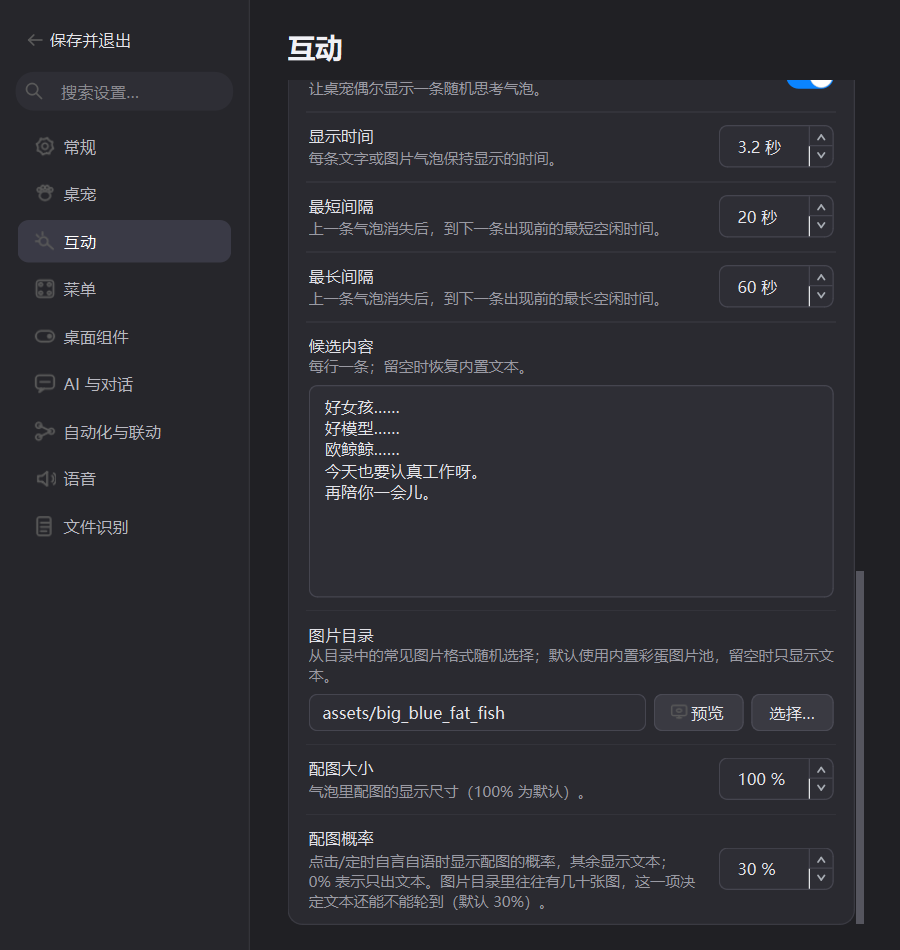 保存并退出
搜索设置...
常规
桌宠
互动
菜单
桌面组件
AI 与对话
自动化与联动
语音
文件识别
互动
让桌宠偶尔显示一条随机思考气泡。
显示时间
每条文字或图片气泡保持显示的时间。
3.2 秒
最短间隔
上一条气泡消失后，到下一条出现前的最短空闲时间。
20 秒
最长间隔
上一条气泡消失后，到下一条出现前的最长空闲时间。
60 秒
候选内容
每行一条；留空时恢复内置文本。
好女孩……
好模型……
欧鲸鲸……
今天也要认真工作呀。
再陪你一会儿。
图片目录
从目录中的常见图片格式随机选择；默认使用内置彩蛋图片池，留空时只显示文
本。
assets/big_blue_fat_fish
预览
选择...
配图大小
气泡里配图的显示尺寸（100% 为默认）。
100 %
配图概率
点击/定时自言自语时显示配图的概率，其余显示文本；
0% 表示只出文本。图片目录里往往有几十张图，这一项决
定文本还能不能轮到（默认 30%）。
30 %